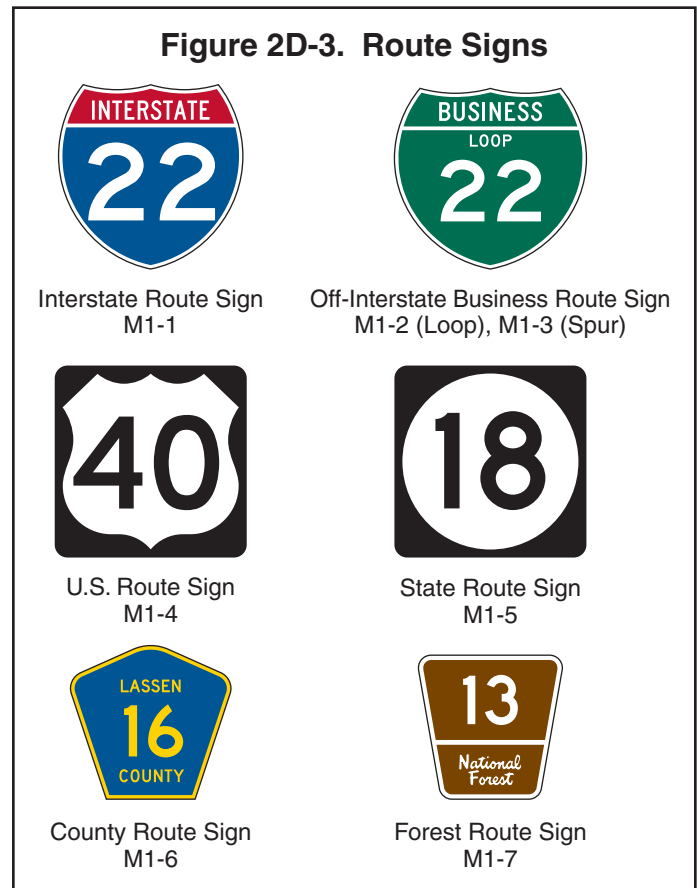 Figure 2D-3. Route Signs
INTERSTATE
22
Interstate Route Sign
M1-1
BUSINESS
LOOP
22
Off-Interstate Business Route Sign
M1-2 (Loop), M1-3 (Spur)
40
U.S. Route Sign
M1-4
18
State Route Sign
M1-5
LASSEN
16
COUNTY
County Route Sign
M1-6
13
National
Forest
Forest Route Sign
M1-7